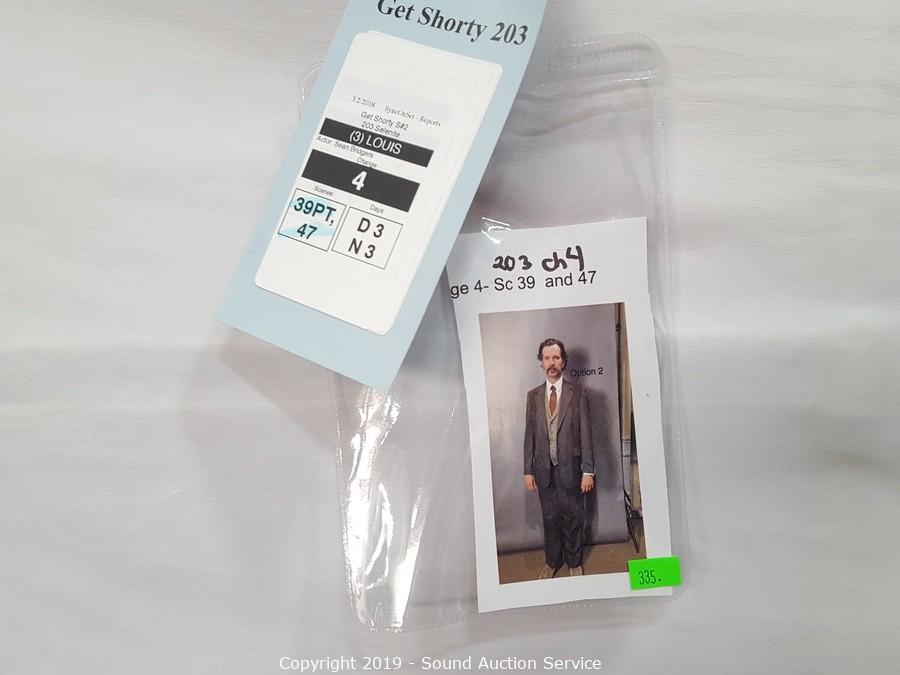 Get Shorty 203
3/2/2018 SyncOnSet - Reports
Get Shorty S#2
203 Selenite
(3) LOUIS
Actor: Sean Bridgers
Change
4
Scenes
Days
39PT,
47
D 3
N 3
203 ch4
ge 4- Sc 39 and 47
Option 2
335.
Copyright 2019 - Sound Auction Service